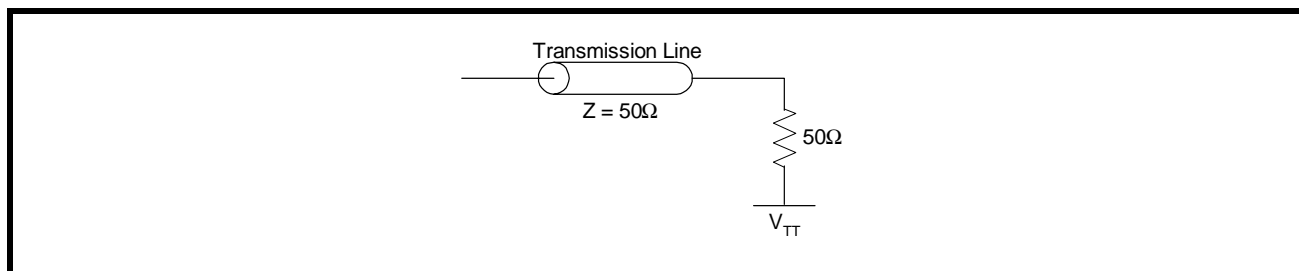 Transmission Line
Z = 50Ω
50Ω
V_TT